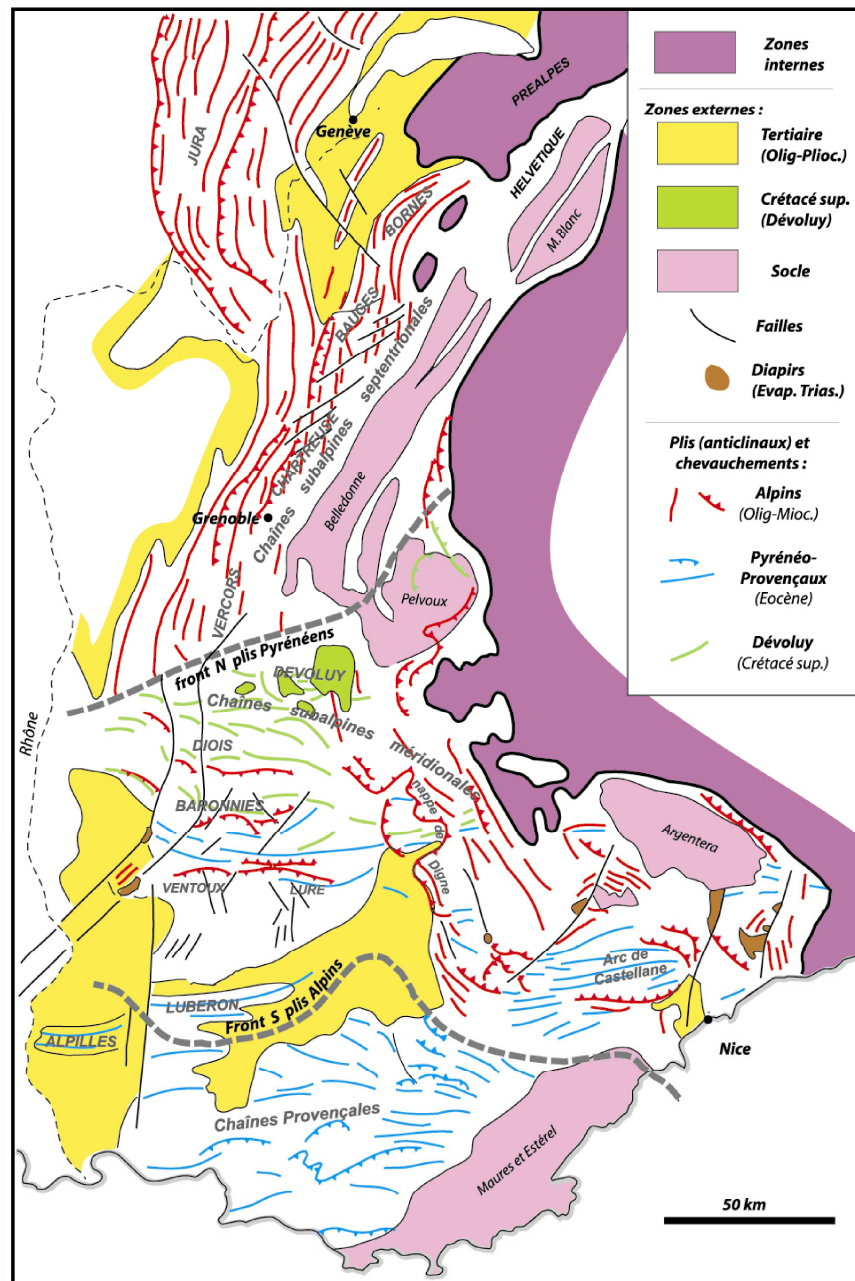 Zones
internes
Zones externes :
Tertiaire
(Olig-Plioc.)
Crétacé sup.
(Dévoluy)
Socle
Failles
Diapirs
(Evap. Trias.)
Plis (anticlinaux) et
chevauchements :
Alpins
(Olig-Mioc.)
Pyrénéo-
Provençaux
(Eocène)
Dévoluy
(Crétacé sup.)
50 km
PREALPES
Genève
JURA
HELVETIQUE
M. Blanc
BORNES
BAUGES
CHARTREUSE
Chaînes subalpines septentrionales
Belledonne
Grenoble
VERCORS
Pelvoux
front N plis Pyrénéens
DEVOLUY
Chaînes subalpines méridionales
Rhône
DIOIS
BARONNIES
nappe de Digne
VENTOUX
LURE
Argentera
Arc de
Castellane
LUBERON
Front S plis Alpins
ALPILLES
Nice
Chaînes Provençales
Maures et Estérel